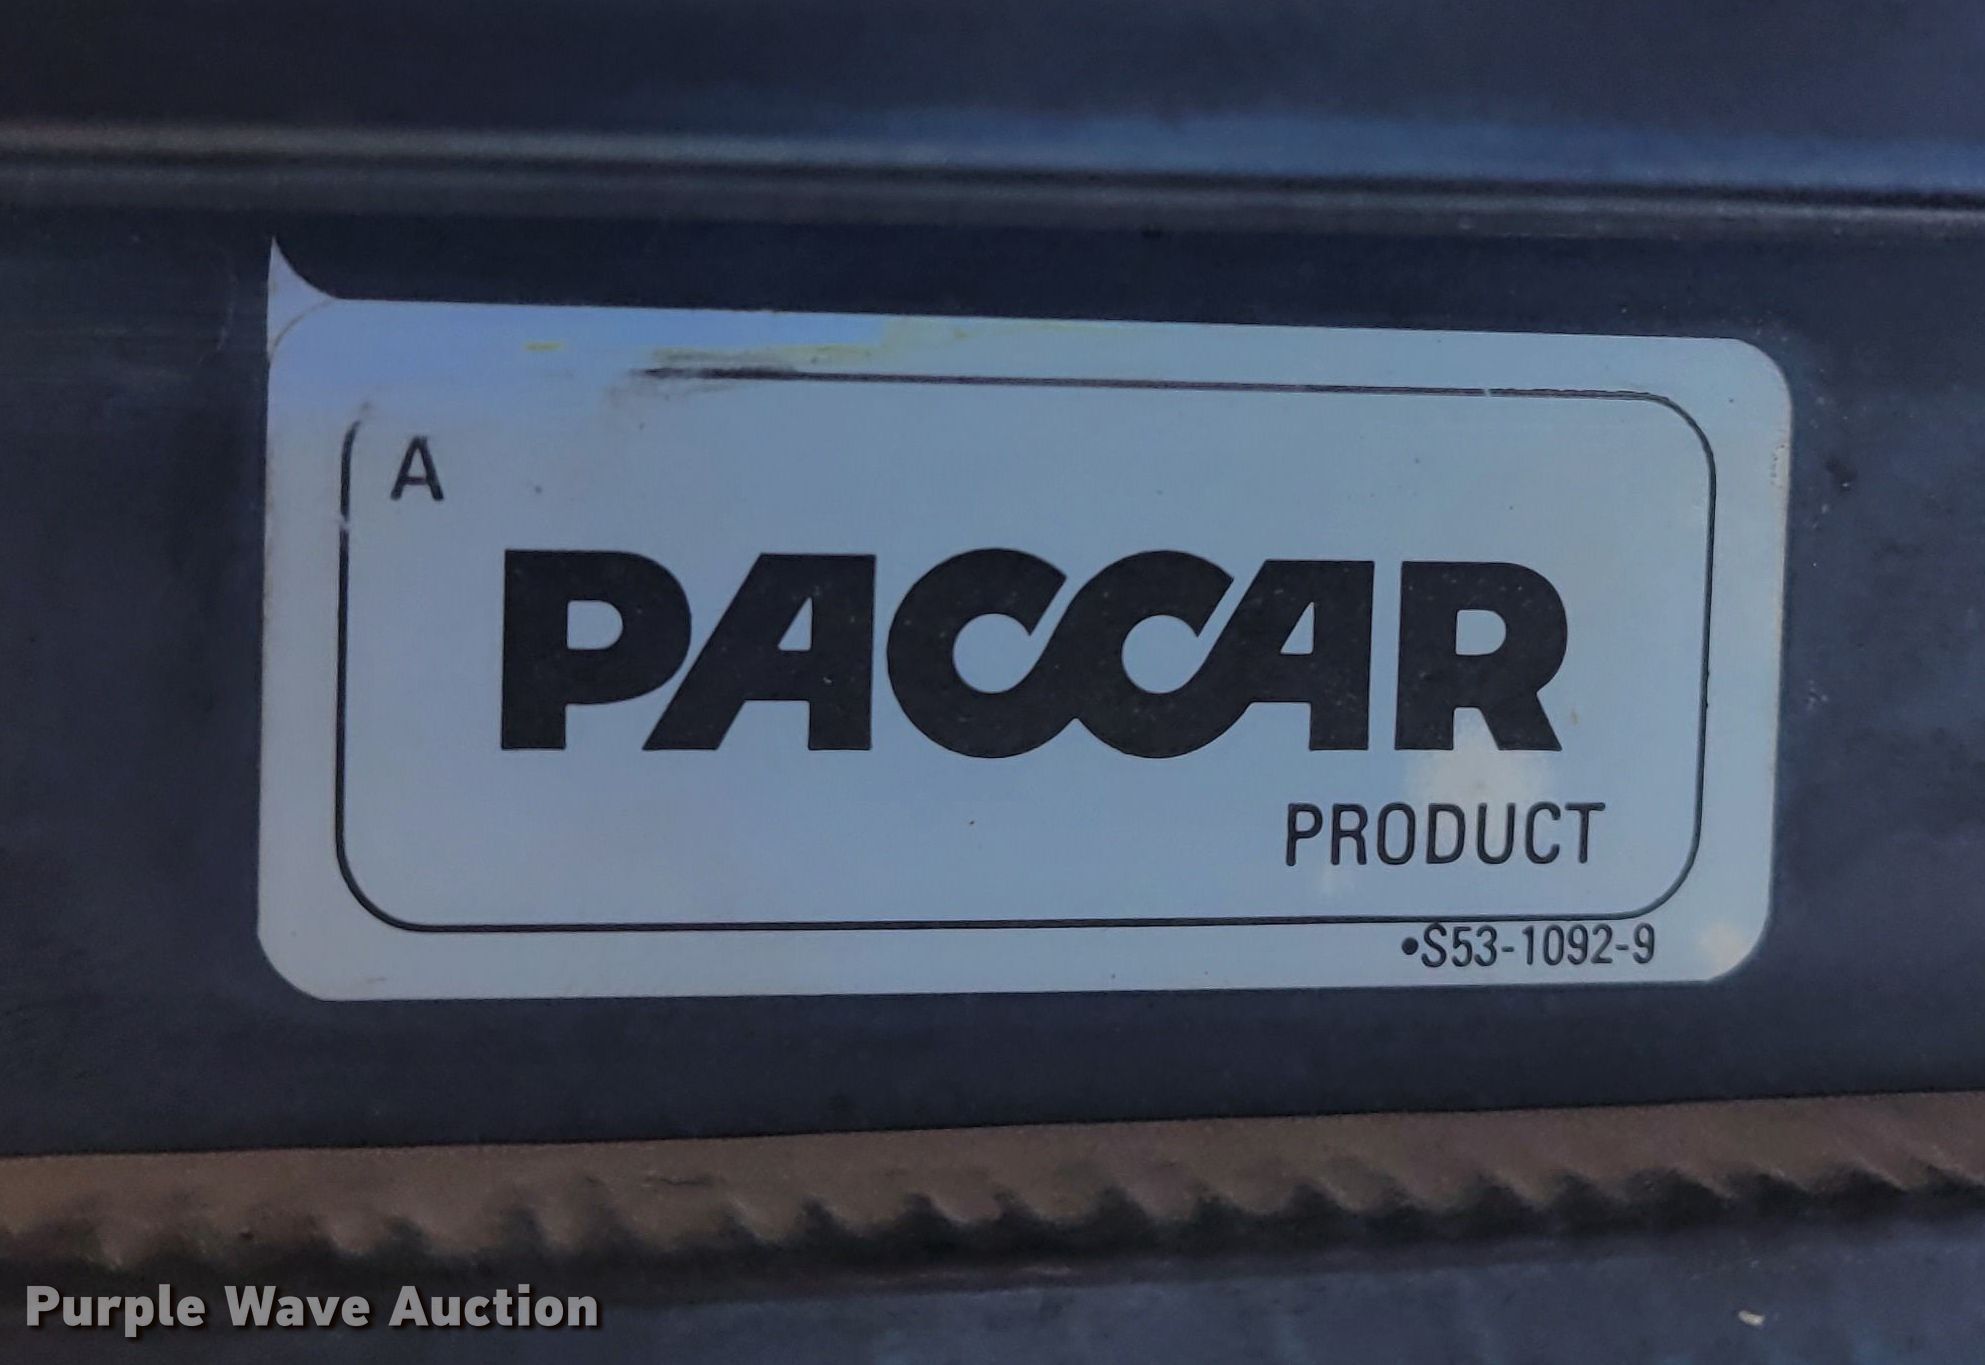 A
PACCAR
PRODUCT
•S53-1092-9
Purple Wave Auction